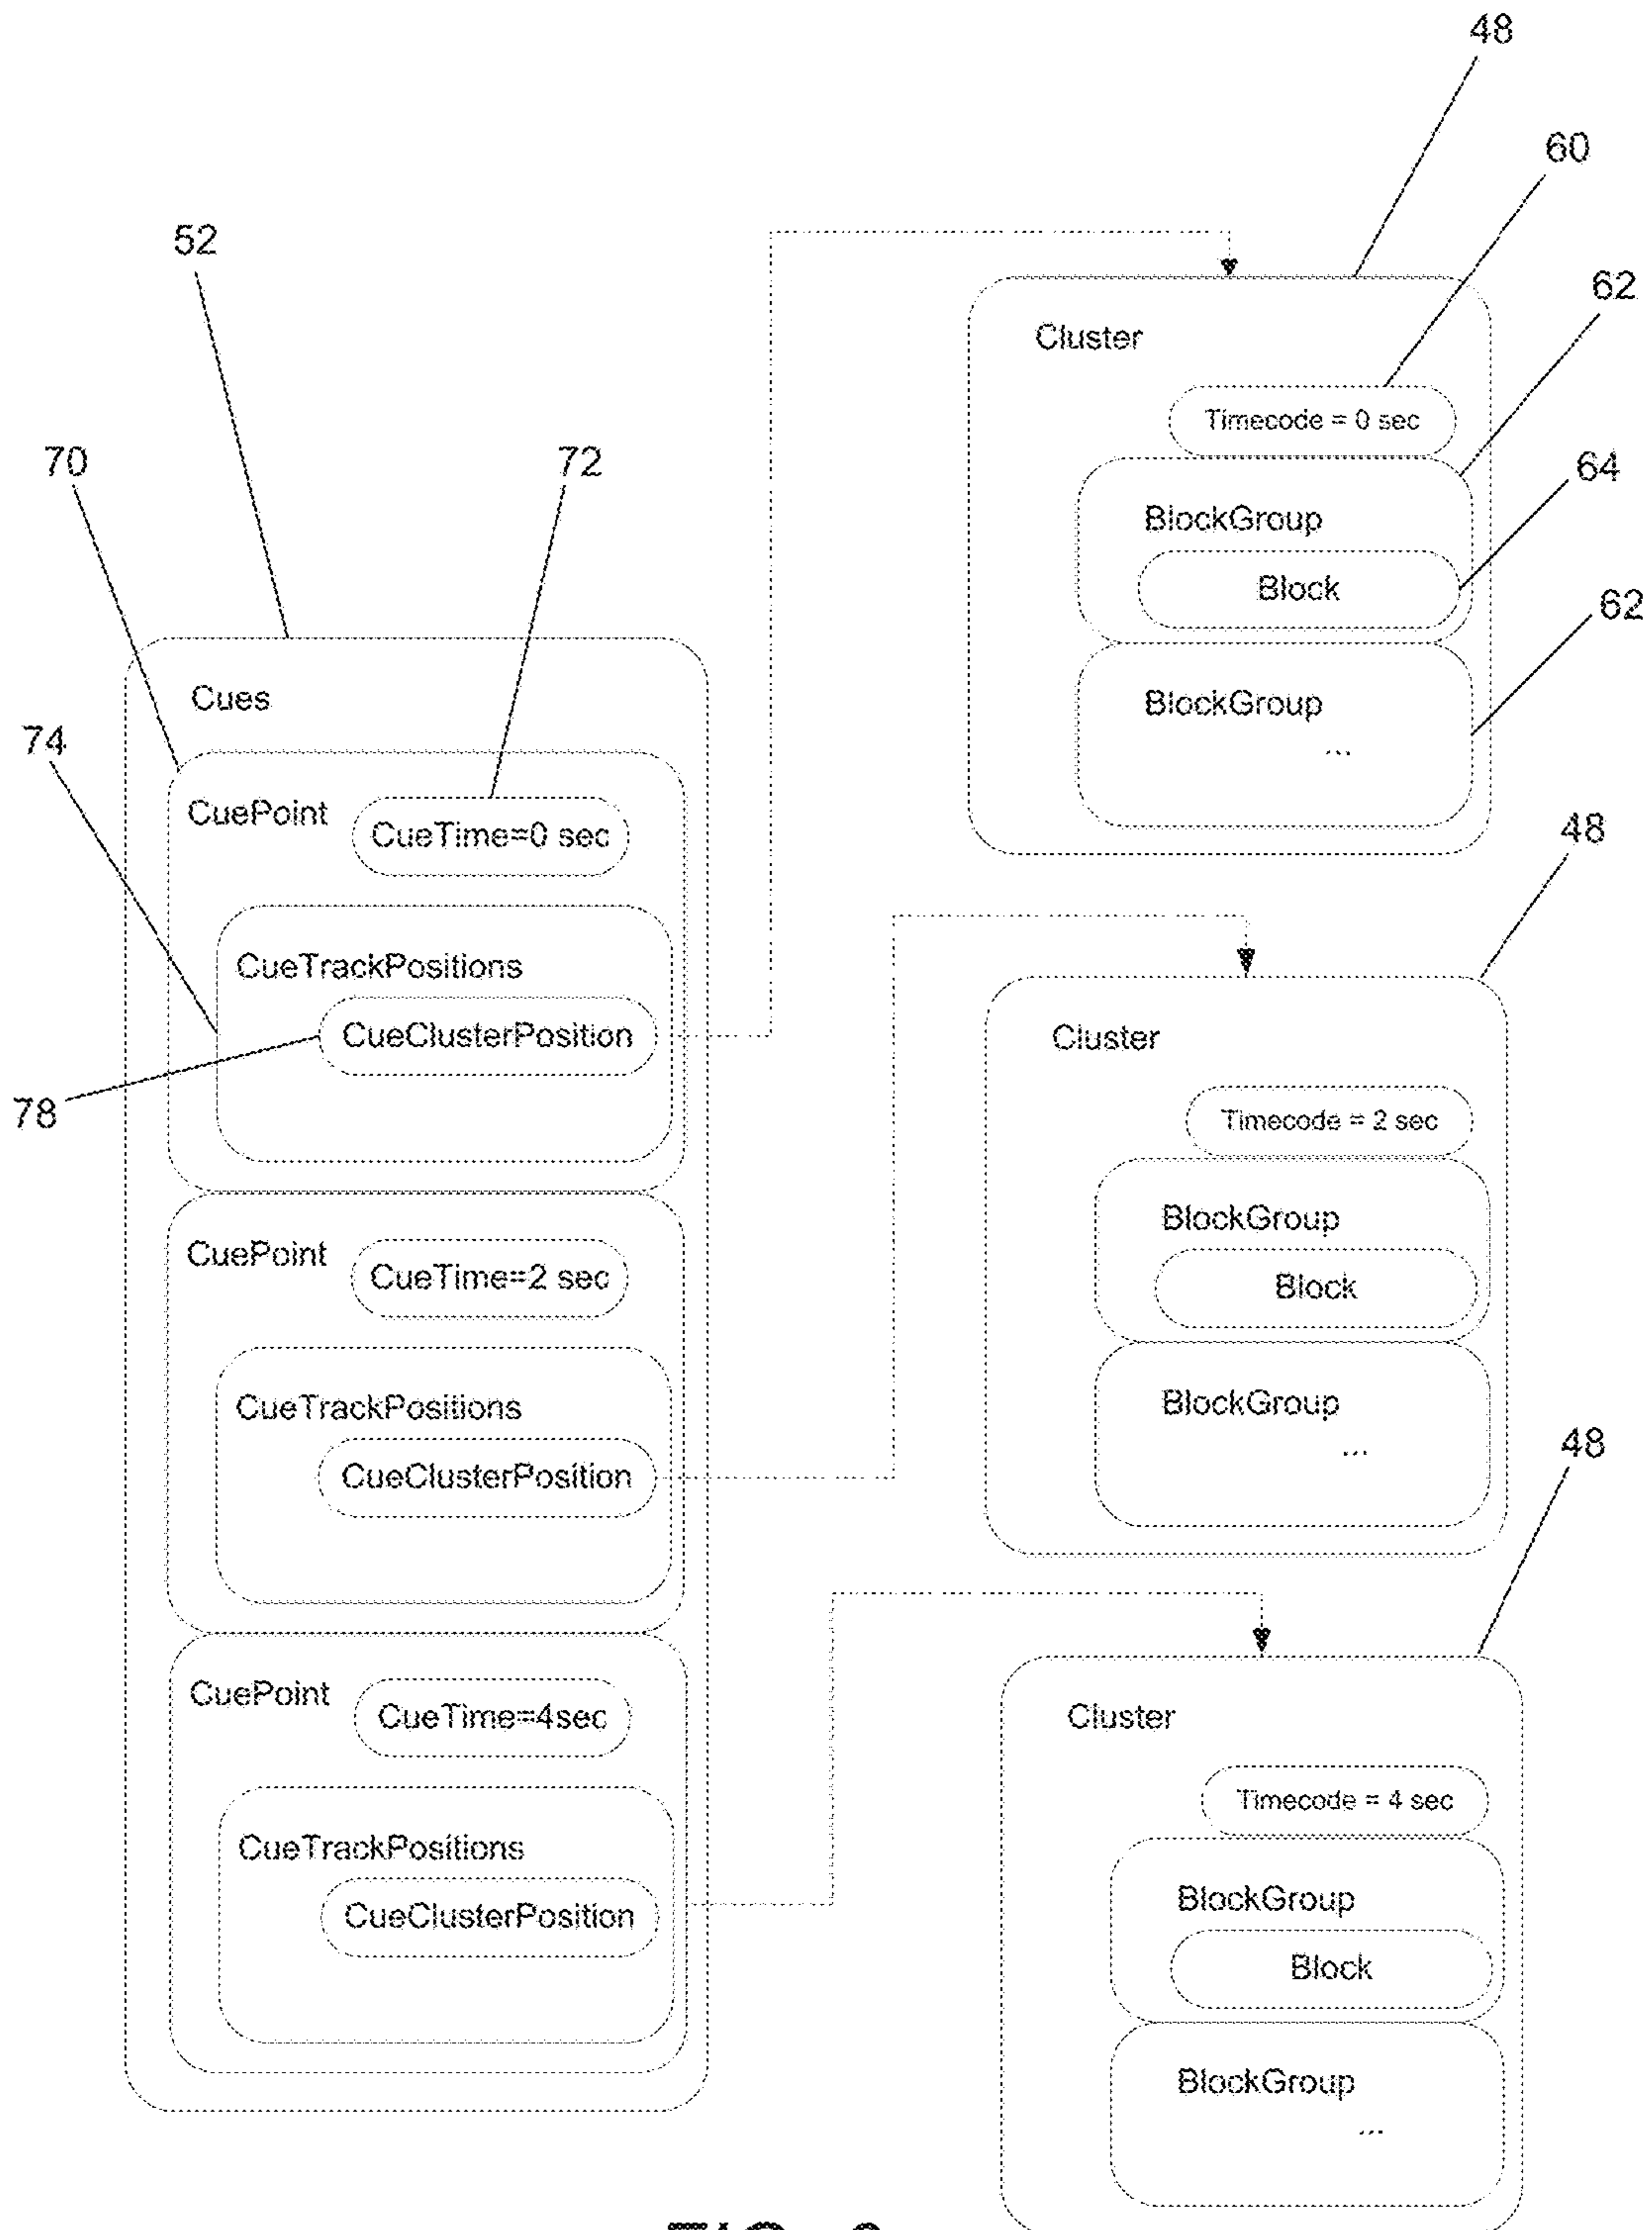 48
60
52
62
Cluster
Timecode = 0 sec
70
72
64
BlockGroup
Block
62
Cues
BlockGroup
...
74
CuePoint
CueTime=0 sec
48
CueTrackPositions
CueClusterPosition
Cluster
78
Timecode = 2 sec
BlockGroup
CuePoint
CueTime=2 sec
Block
CueTrackPositions
BlockGroup
...
CueClusterPosition
48
CuePoint
CueTime=4sec
Cluster
Timecode = 4 sec
CueTrackPositions
BlockGroup
CueClusterPosition
Block
BlockGroup
...